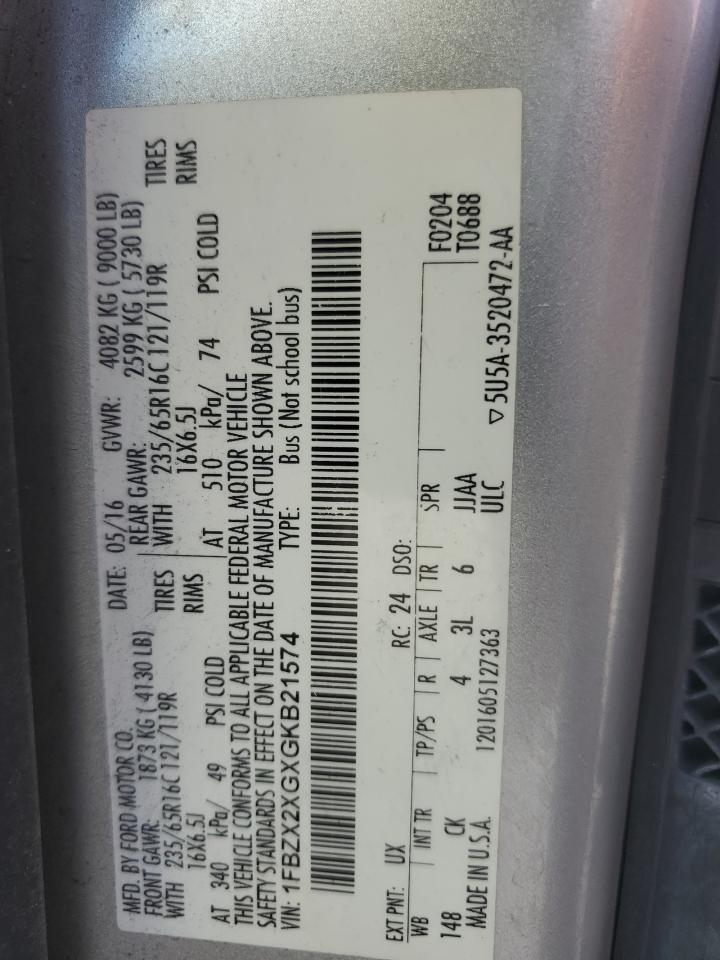 MFD. BY FORD MOTOR CO. DATE: 05/16 GVWR: 4082 KG ( 9000 LB)
FRONT GAWR: 1873 KG ( 4130 LB) REAR GAWR: 2599 KG ( 5730 LB)
WITH 235/65R16C 121/119R TIRES WITH 235/65R16C 121/119R TIRES
16X6.5J RIMS 16X6.5J RIMS
AT 340 kPa/ 49 PSI COLD AT 510 kPa/ 74 PSI COLD
THIS VEHICLE CONFORMS TO ALL APPLICABLE FEDERAL MOTOR VEHICLE
SAFETY STANDARDS IN EFFECT ON THE DATE OF MANUFACTURE SHOWN ABOVE.
VIN: 1FBZX2XGXGKB21574 TYPE: Bus (Not school bus)
EXT PNT: UX RC: 24 DSO:
WB INT TR TP/PS R AXLE TR SPR F0204
148 CK 4 3L 6 JJAA T0688
MADE IN U.S.A. 1201605127363 ULC ▽5U5A-3520472-AA